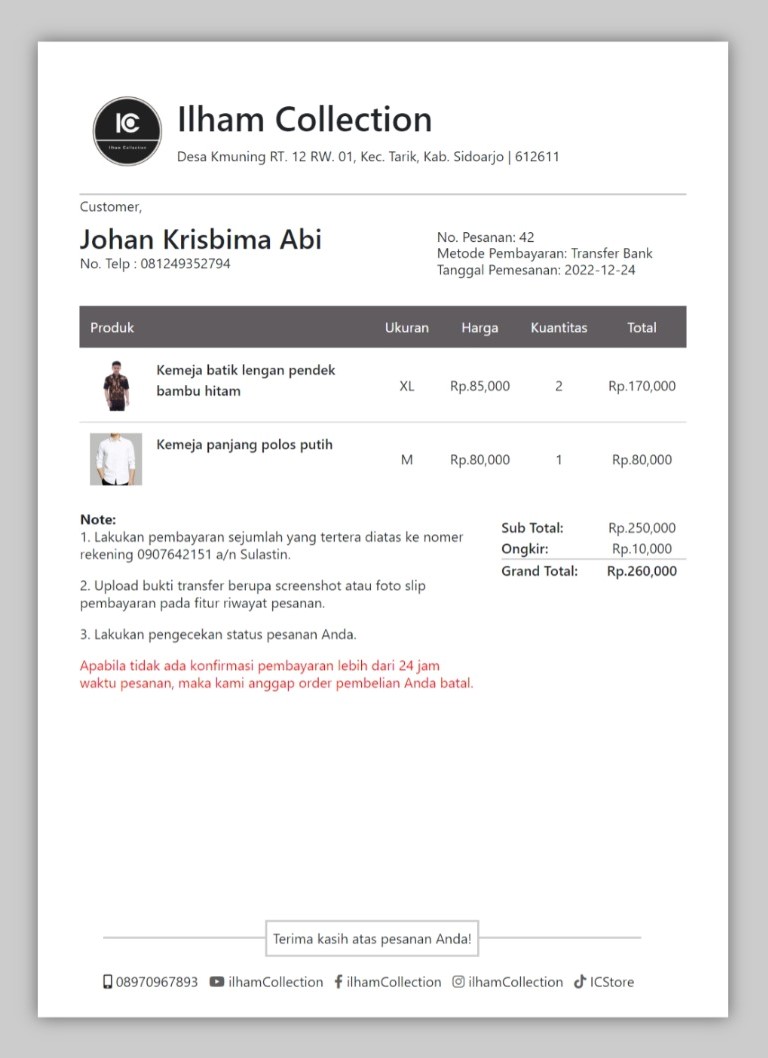 IC
Ilham Collection
Ilham Collection
Desa Kmuning RT. 12 RW. 01, Kec. Tarik, Kab. Sidoarjo | 612611
Customer,
Johan Krisbima Abi
No. Telp : 081249352794
No. Pesanan: 42
Metode Pembayaran: Transfer Bank
Tanggal Pemesanan: 2022-12-24
Produk Ukuran Harga Kuantitas Total
Kemeja batik lengan pendek
bambu hitam
XL Rp.85,000 2 Rp.170,000
Kemeja panjang polos putih
M Rp.80,000 1 Rp.80,000
Note:
1. Lakukan pembayaran sejumlah yang tertera diatas ke nomer
rekening 0907642151 a/n Sulastin.
2. Upload bukti transfer berupa screenshot atau foto slip
pembayaran pada fitur riwayat pesanan.
3. Lakukan pengecekan status pesanan Anda.
Apabila tidak ada konfirmasi pembayaran lebih dari 24 jam
waktu pesanan, maka kami anggap order pembelian Anda batal.
Sub Total: Rp.250,000
Ongkir: Rp.10,000
Grand Total: Rp.260,000
Terima kasih atas pesanan Anda!
08970967893 ilhamCollection ilhamCollection ilhamCollection ICStore